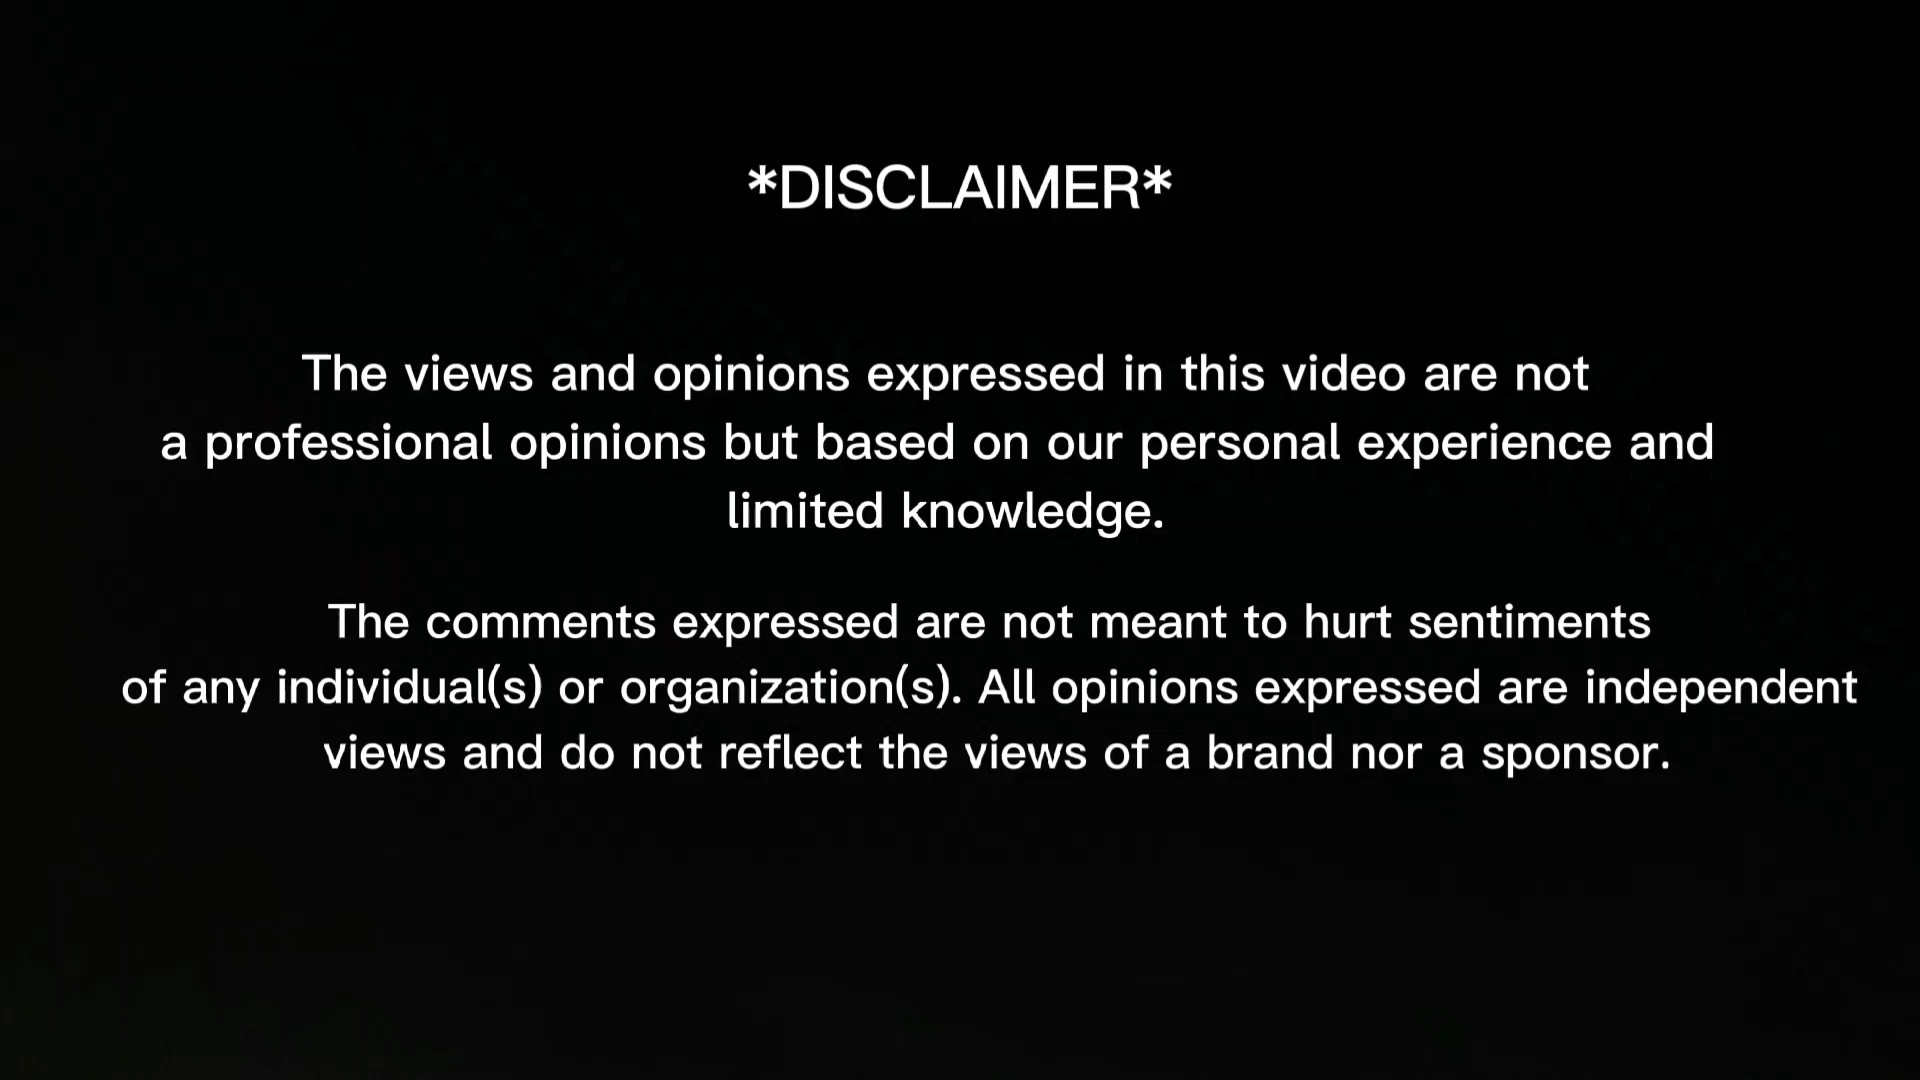 *DISCLAIMER*
The views and opinions expressed in this video are not
a professional opinions but based on our personal experience and
limited knowledge.
The comments expressed are not meant to hurt sentiments
of any individual(s) or organization(s). All opinions expressed are independent
views and do not reflect the views of a brand nor a sponsor.